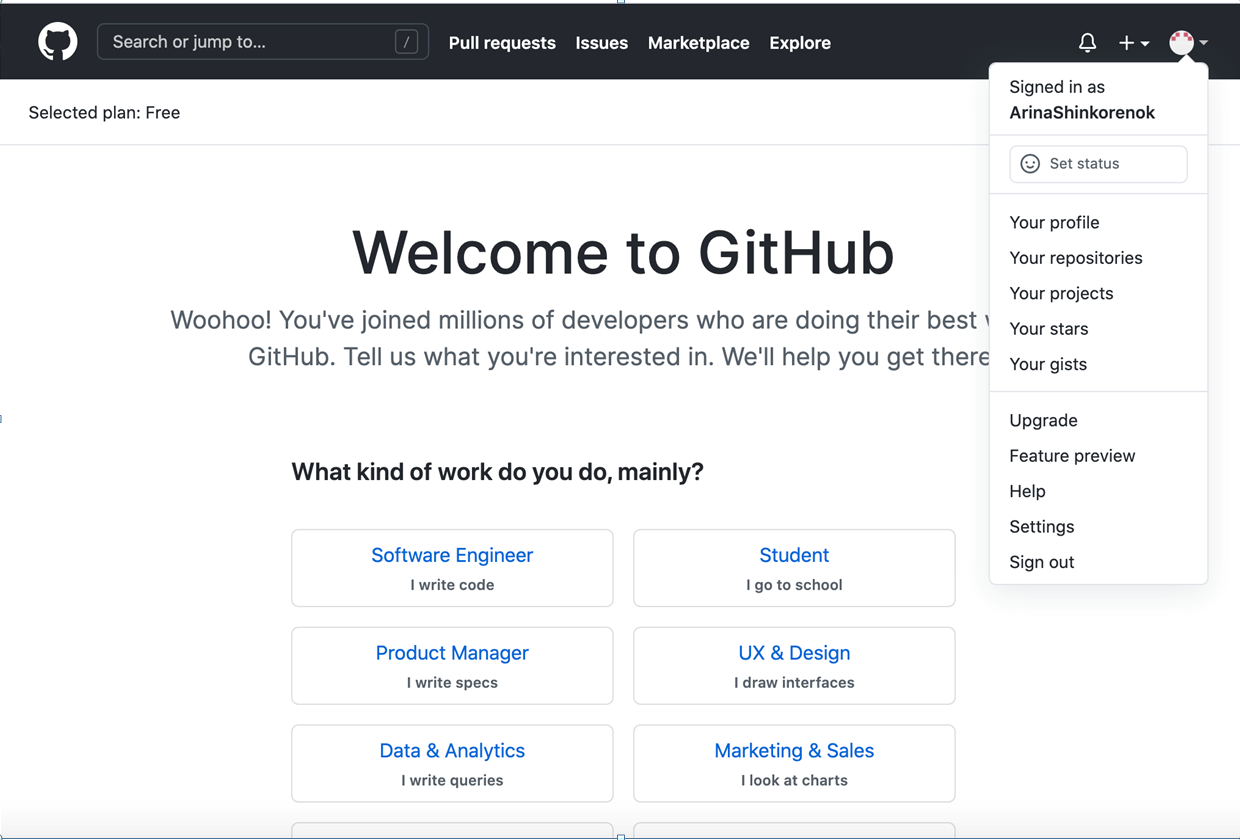 Search or jump to... /
Pull requests
Issues
Marketplace
Explore
Signed in as
ArinaShinkorenok
Set status
Your profile
Your repositories
Your projects
Your stars
Your gists
Upgrade
Feature preview
Help
Settings
Sign out
Selected plan: Free
Welcome to GitHub
Woohoo! You've joined millions of developers who are doing their best
GitHub. Tell us what you're interested in. We'll help you get there
What kind of work do you do, mainly?
Software Engineer
I write code
Student
I go to school
Product Manager
I write specs
UX & Design
I draw interfaces
Data & Analytics
I write queries
Marketing & Sales
I look at charts